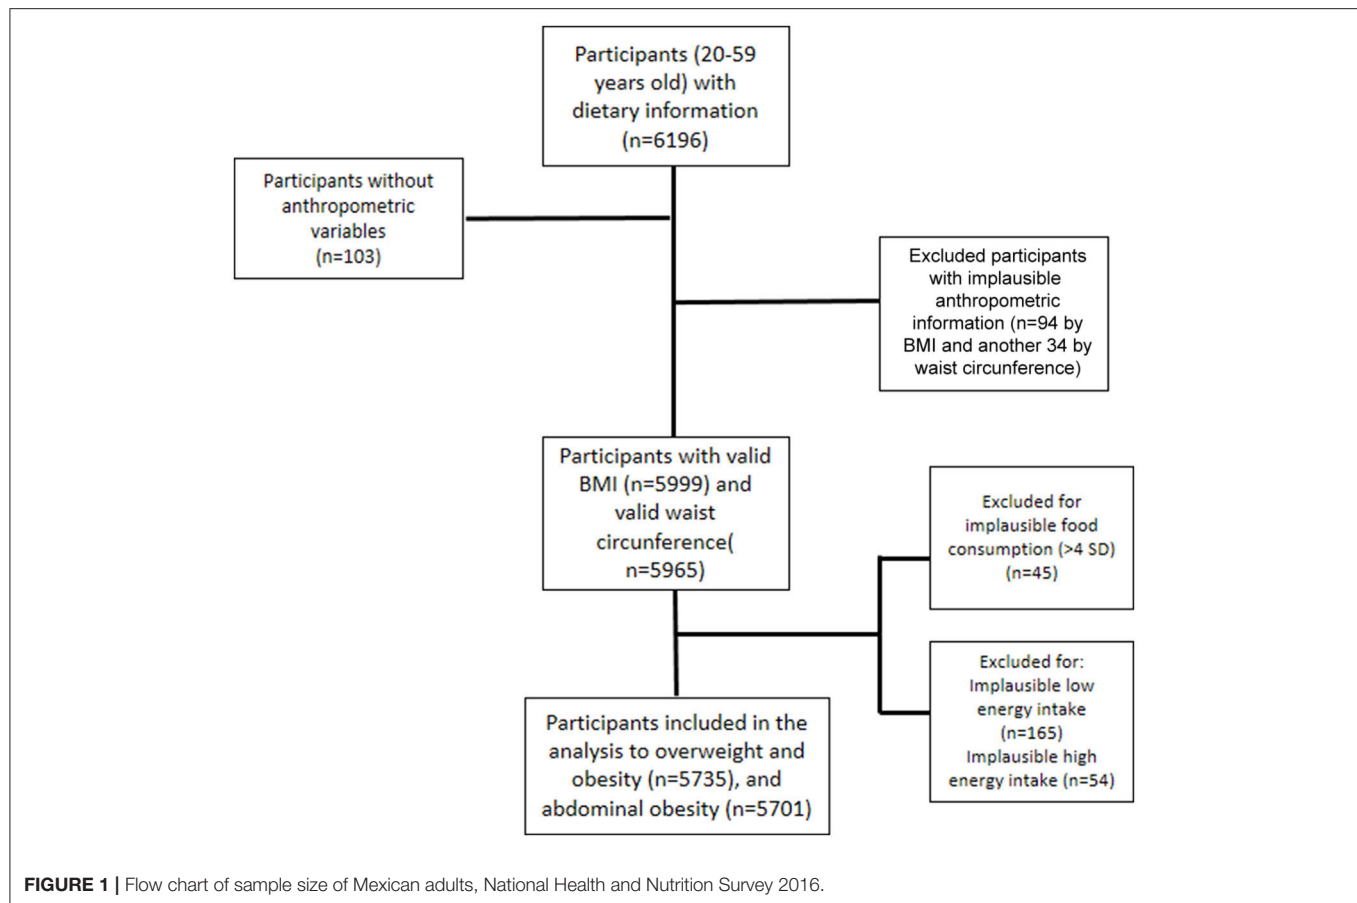 Participants (20-59
years old) with
dietary information
(n=6196)
Participants without
anthropometric
variables
(n=103)
Excluded participants
with implausible
anthropometric
information (n=94 by
BMI and another 34 by
waist circunference)
Participants with valid
BMI (n=5999) and
valid waist
circunference(
n=5965)
Excluded for
implausible food
consumption (>4 SD)
(n=45)
Excluded for:
Implausible low
energy intake
(n=165)
Implausible high
energy intake (n=54)
Participants included in the
analysis to overweight and
obesity (n=5735), and
abdominal obesity (n=5701)
FIGURE 1 | Flow chart of sample size of Mexican adults, National Health and Nutrition Survey 2016.